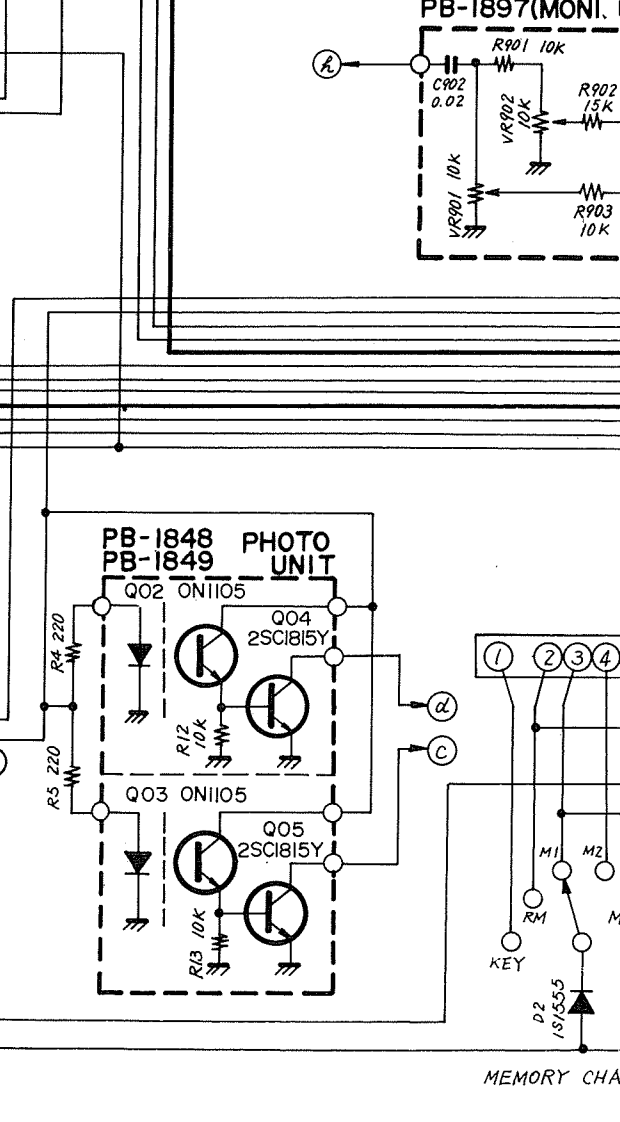 PB-1897(MONI.
h
R901 10K
C902
0.02
VR902
10K
R902
15K
VR901 10K
R903
10K
PB-1848 PHOTO
PB-1849 UNIT
Q02 ON1105
Q04
2SC1815Y
R4 220
R12
10K
d
c
R5 220
Q03 ON1105
Q05
2SC1815Y
R13 10K
1 2 3 4
M1 M2
RM
KEY
D2
1S1555
MEMORY CHA